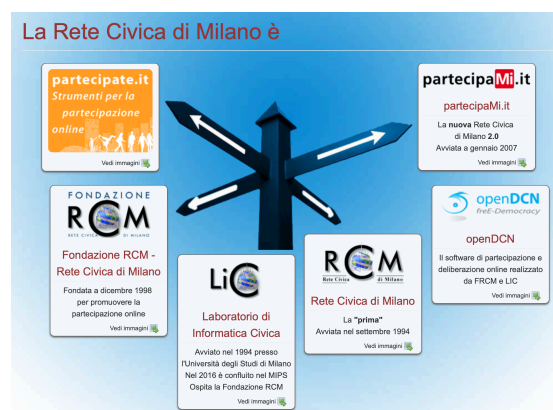 La Rete Civica di Milano è
partecipate.it
Strumenti per la
partecipazione
online
Vedi immagini
partecipaMi.it
partecipaMi.it
La nuova Rete Civica
di Milano 2.0
Avviata a gennaio 2007
Vedi immagini
FONDAZIONE
RCM
RETE CIVICA DI MILANO
Fondazione RCM -
Rete Civica di Milano
Fondata a dicembre 1998
per promuovere la
partecipazione online
Vedi immagini
LiC
Laboratorio di
Informatica Civica
Avviato nel 1994 presso
l'Università degli Studi di Milano
Nel 2016 è confluito nel MIPS
Ospita la Fondazione RCM
Vedi immagini
RCM
Rete Civica di Milano
Rete Civica di Milano
La "prima"
Avviata nel settembre 1994
Vedi immagini
openDCN
freE-Democracy
openDCN
Il software di partecipazione e
deliberazione online realizzato
da FRCM e LIC
Vedi immagini